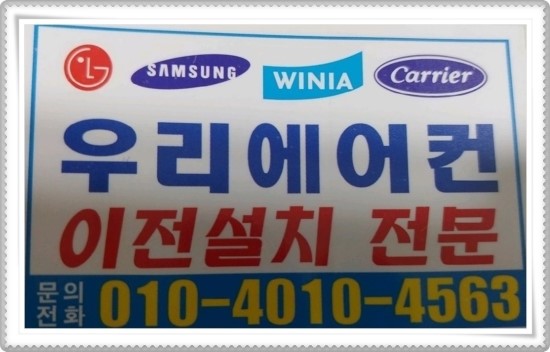 LG SAMSUNG WINIA Carrier
우리에어컨
이전설치 전문
문의
전화 010-4010-4563